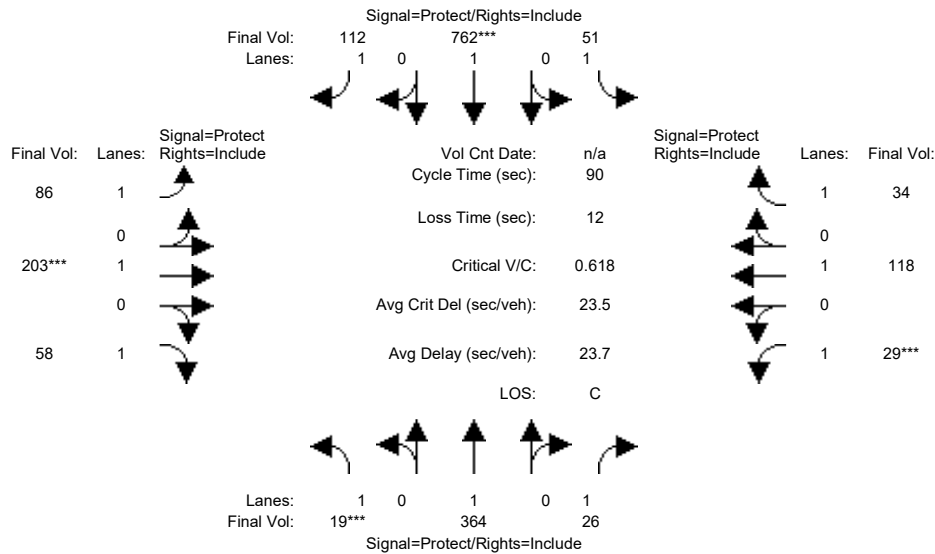 Signal=Protect/Rights=Include
Final Vol: 112 762*** 51
Lanes: 1 0 1 0 1
Signal=Protect Signal=Protect
Final Vol: Lanes: Rights=Include Vol Cnt Date: n/a Rights=Include Lanes: Final Vol:
Cycle Time (sec): 90
86 1 1 34
Loss Time (sec): 12
0 0
203*** 1 Critical V/C: 0.618 1 118
0 Avg Crit Del (sec/veh): 23.5 0
58 1 Avg Delay (sec/veh): 23.7 1 29***
LOS: C
Lanes: 1 0 1 0 1
Final Vol: 19*** 364 26
Signal=Protect/Rights=Include